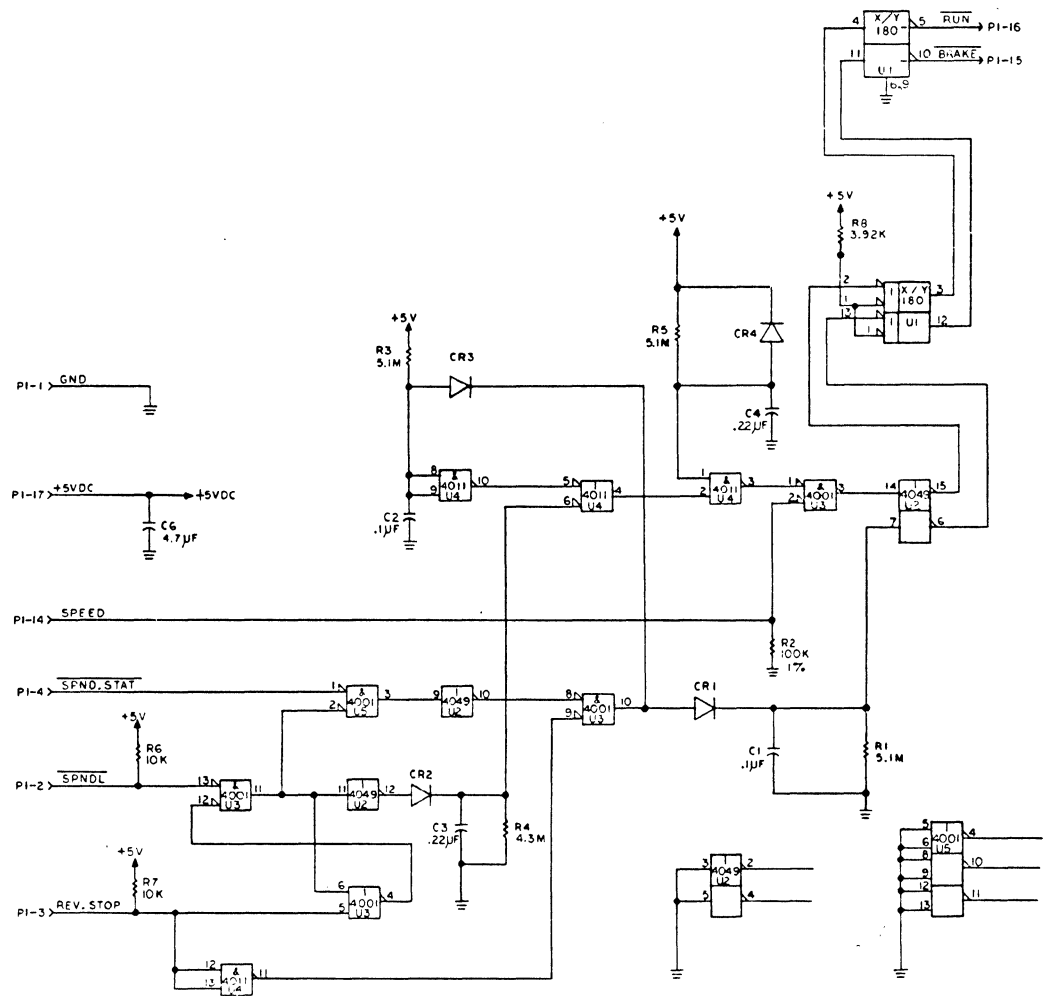 4 X/Y 5 RUN P1-16
180
11 10 BRAKE P1-15
U1
6,9
+5V
R8
3.92K
+5V
2
1 X/Y 3
1 180
13
1 U1 12
1
R5
5.1M
CR4
C4
.22µF
+5V
R3
5.1M
CR3
P1-1 GND
P1-17 +5VDC +5VDC
C6
4.7µF
8 & 10
9 4011
U4
C2
.1µF
5 1 4
6 4011
U4
1 & 3
2 4011
U4
1 & 3
2 4001
U3
14 1 15
4049
U2
7 6
P1-14 SPEED
R2
100K
1%
P1-4 SPND.STAT
1 & 3
2 4001
U5
9 1 10
4049
U2
8 & 10
9 4001
U3
CR1
C1
.1µF
R1
5.1M
+5V
R6
10K
P1-2 SPNDL
13 & 11
12 4001
U3
11 1 12
4049
U2
CR2
C3
.22µF
R4
4.3M
+5V
R7
10K
P1-3 REV. STOP
6 1 4
5 4001
U3
12 & 11
13 4011
U4
3 1 2
4049
U2
5 4
5 1 4
6 4001
U5
8 10
9
12 11
13